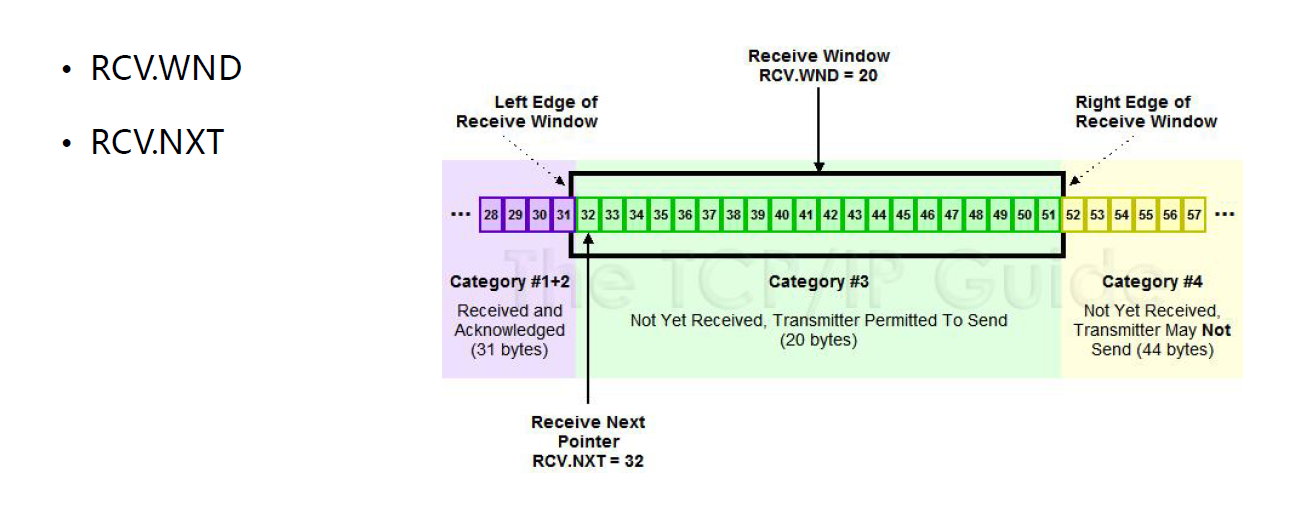 • RCV.WND
• RCV.NXT
Receive Window
RCV.WND = 20
Left Edge of
Receive Window
Right Edge of
Receive Window
... 28 29 30 31 32 33 34 35 36 37 38 39 40 41 42 43 44 45 46 47 48 49 50 51 52 53 54 55 56 57 ...
The TCP/IP Guide
Category #1+2
Received and
Acknowledged
(31 bytes)
Category #3
Not Yet Received, Transmitter Permitted To Send
(20 bytes)
Category #4
Not Yet Received,
Transmitter May Not
Send (44 bytes)
Receive Next
Pointer
RCV.NXT = 32